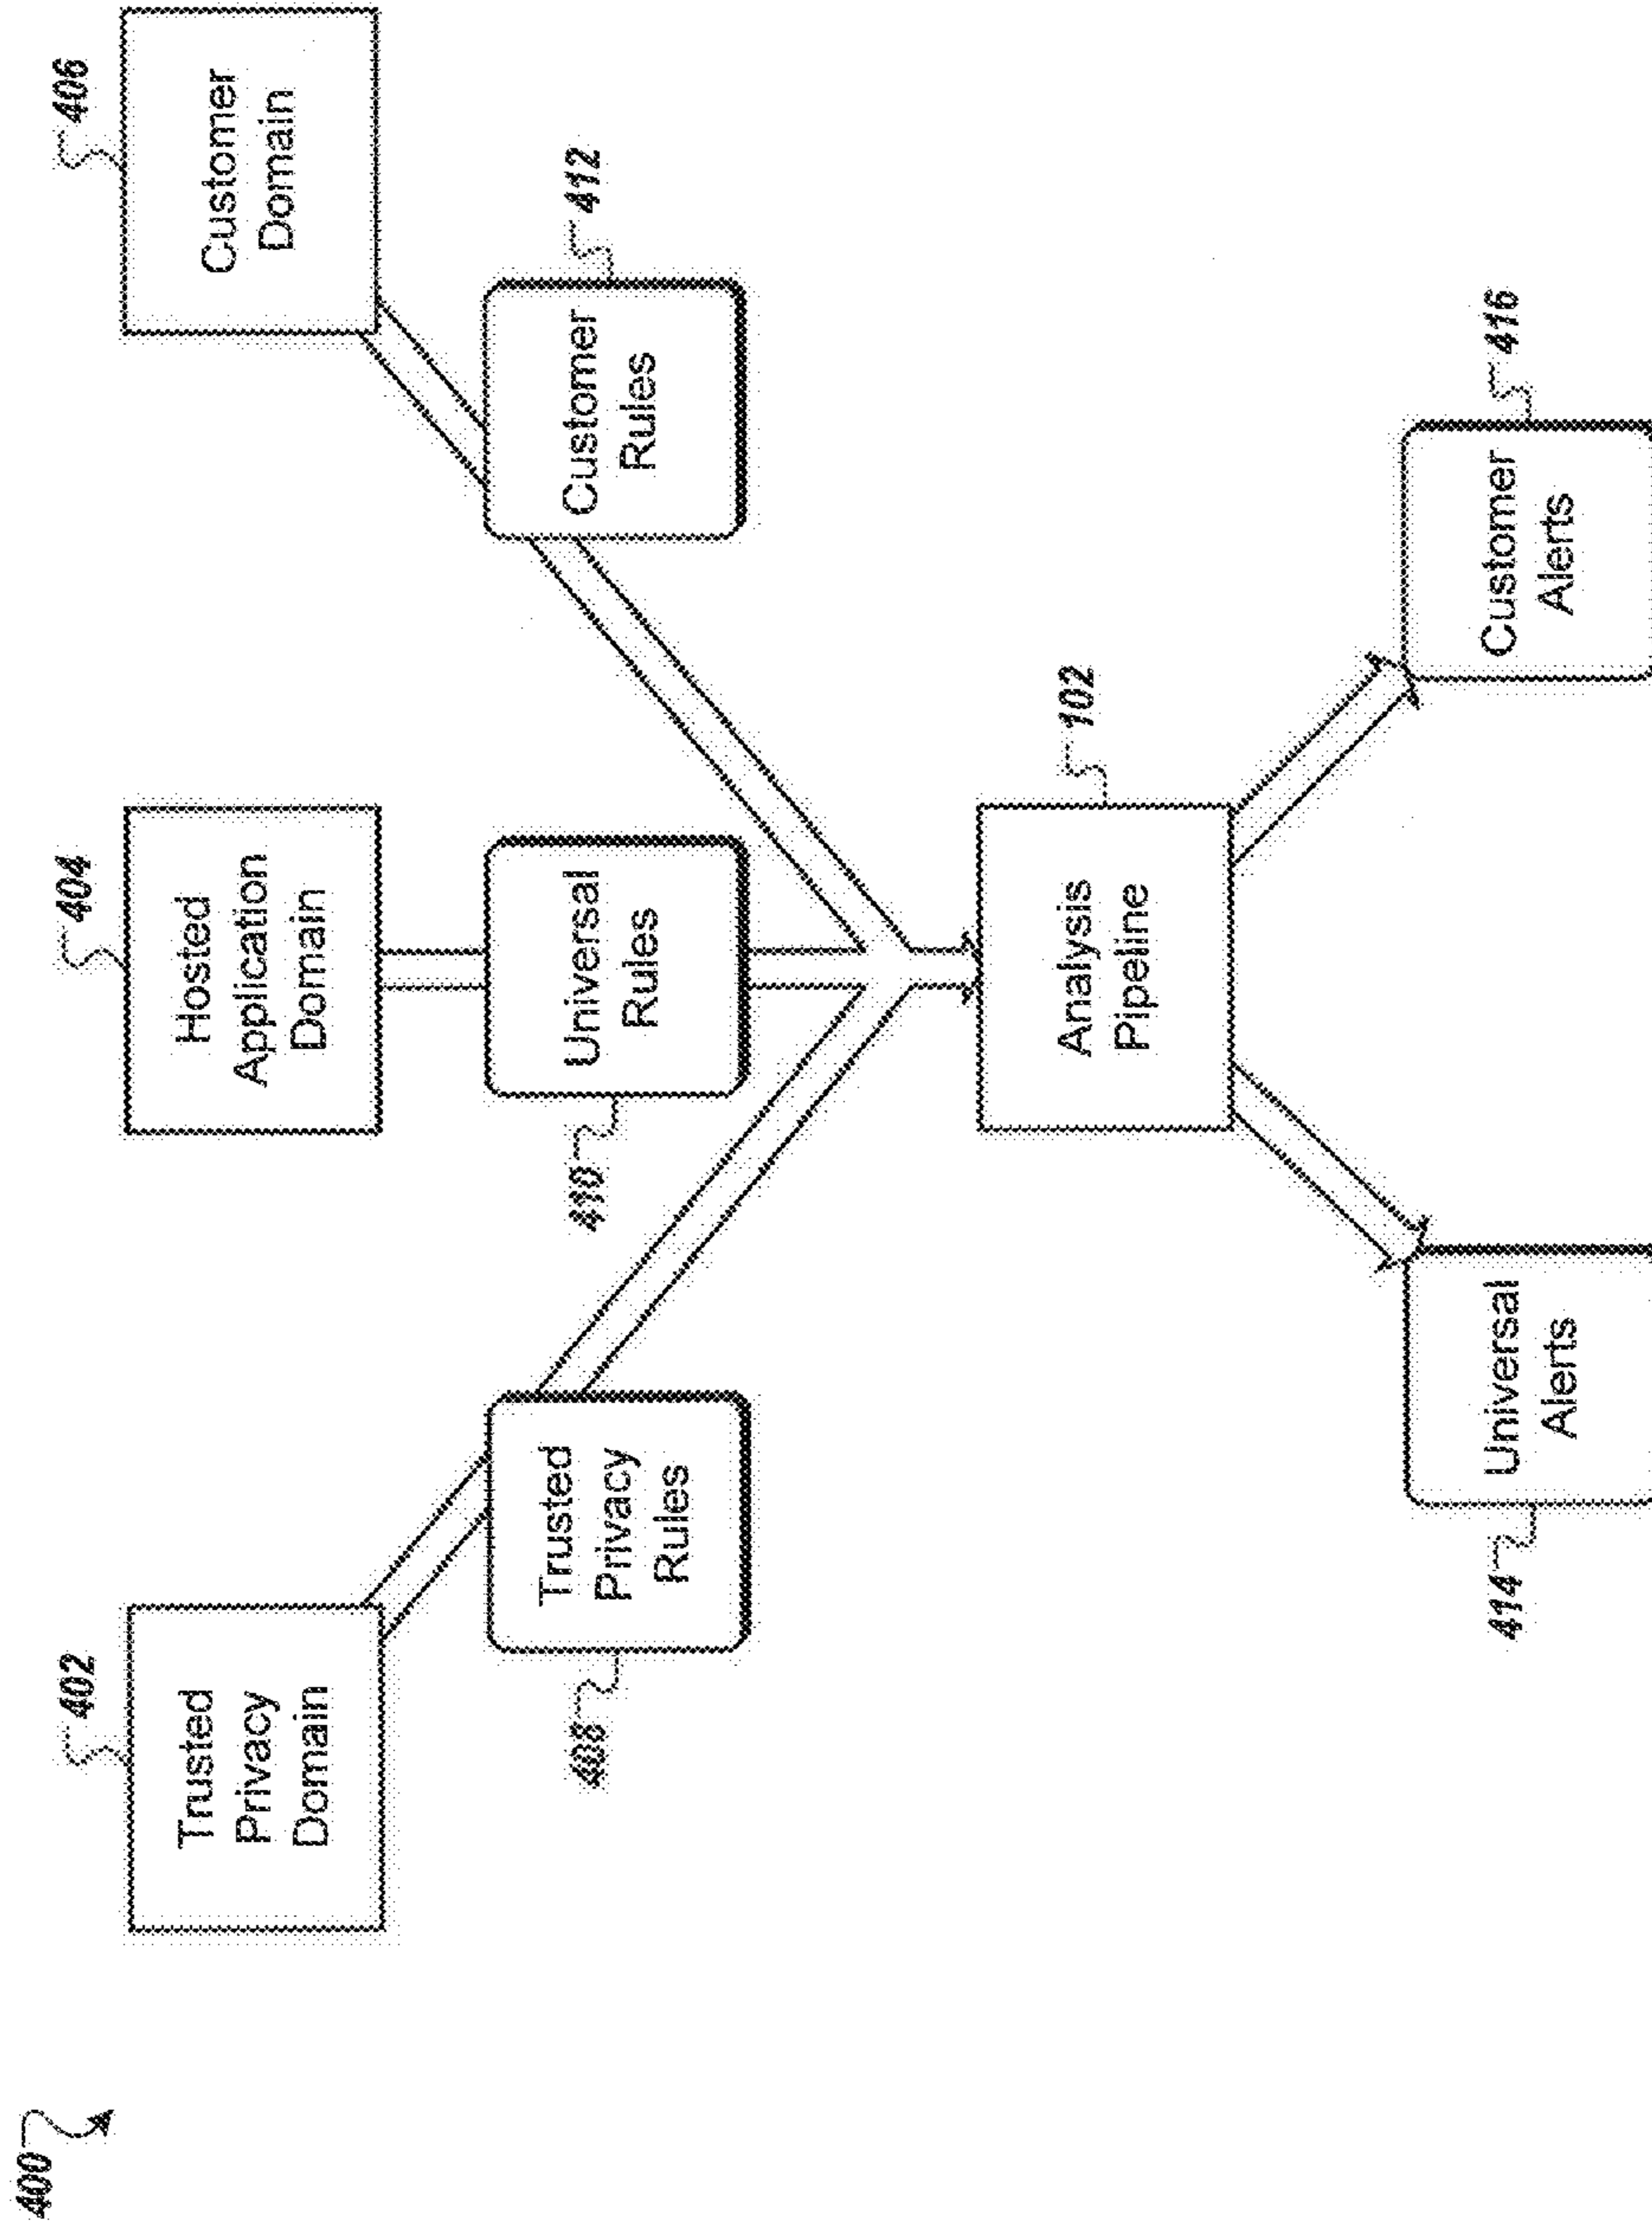 400
402
Trusted
Privacy
Domain
404
Hosted
Application
Domain
406
Customer
Domain
408
Trusted
Privacy
Rules
410
Universal
Rules
412
Customer
Rules
102
Analysis
Pipeline
414
Universal
Alerts
416
Customer
Alerts